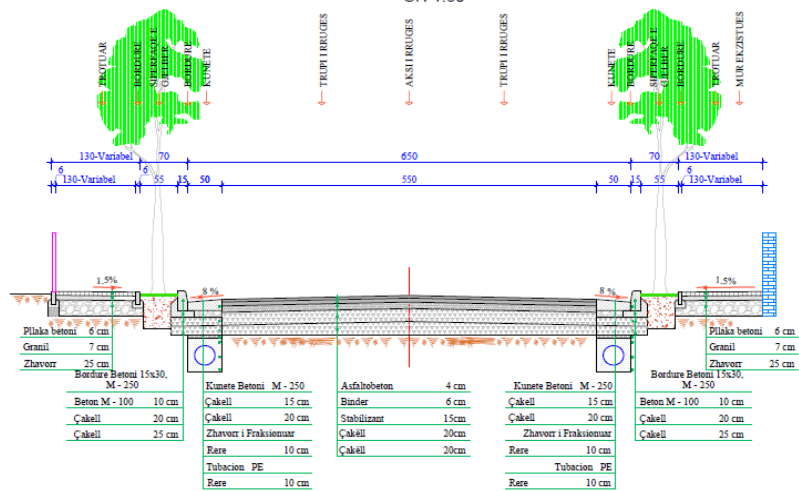 TROTUAR
BORDURE
SIPERFAQE E GJELBER
BORDURE
KUNETE
TRUPI I RRUGES
AKSI I RRUGES
TRUPI I RRUGES
KUNETE
BORDURE
SIPERFAQE E GJELBER
BORDURE
TROTUAR
MUR EKZISTUES
130-Variabel 70 650 70 130-Variabel
6 6 6
130-Variabel 55 15 50 550 50 15 55 130-Variabel
1.5% 8 % 8 % 1.5%
Pllaka betoni 6 cm
Granil 7 cm
Zhavorr 25 cm
Bordure Betoni 15x30,
M - 250
Beton M - 100 10 cm
Çakell 20 cm
Çakell 25 cm
Kunete Betoni M - 250
Çakell 15 cm
Çakell 20 cm
Zhavorr i Fraksionuar
Rere 10 cm
Tubacion PE
Rere 10 cm
Asfaltobeton 4 cm
Binder 6 cm
Stabilizant 15cm
Çakëll 20cm
Çakëll 20cm
Kunete Betoni M - 250
Çakell 15 cm
Çakell 20 cm
Zhavorr i Fraksionuar
Rere 10 cm
Tubacion PE
Rere 10 cm
Bordure Betoni 15x30,
M - 250
Beton M - 100 10 cm
Çakell 20 cm
Çakell 25 cm
Pllaka betoni 6 cm
Granil 7 cm
Zhavorr 25 cm